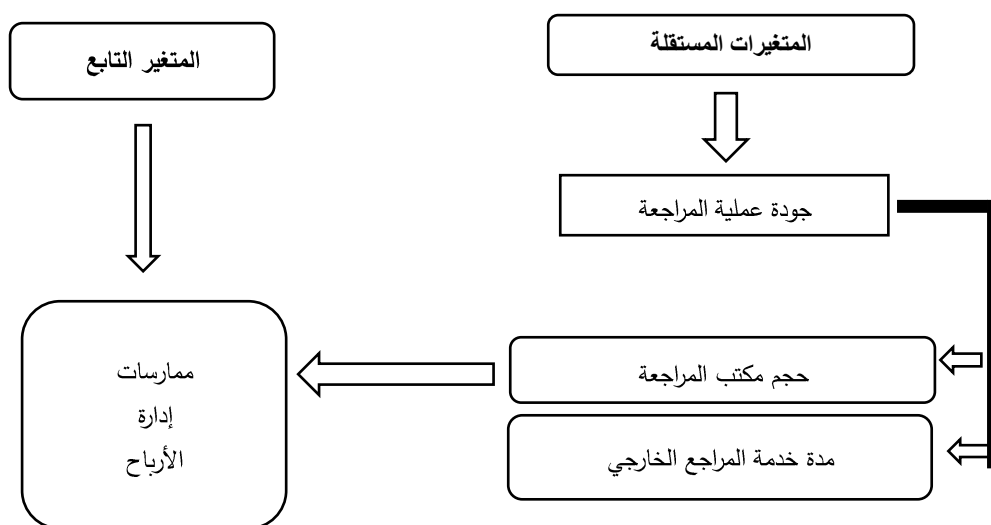 المتغيرات المستقلة
المتغير التابع
جودة عملية المراجعة
حجم مكتب المراجعة
مدة خدمة المراجع الخارجي
ممارسات
إدارة
الأرباح